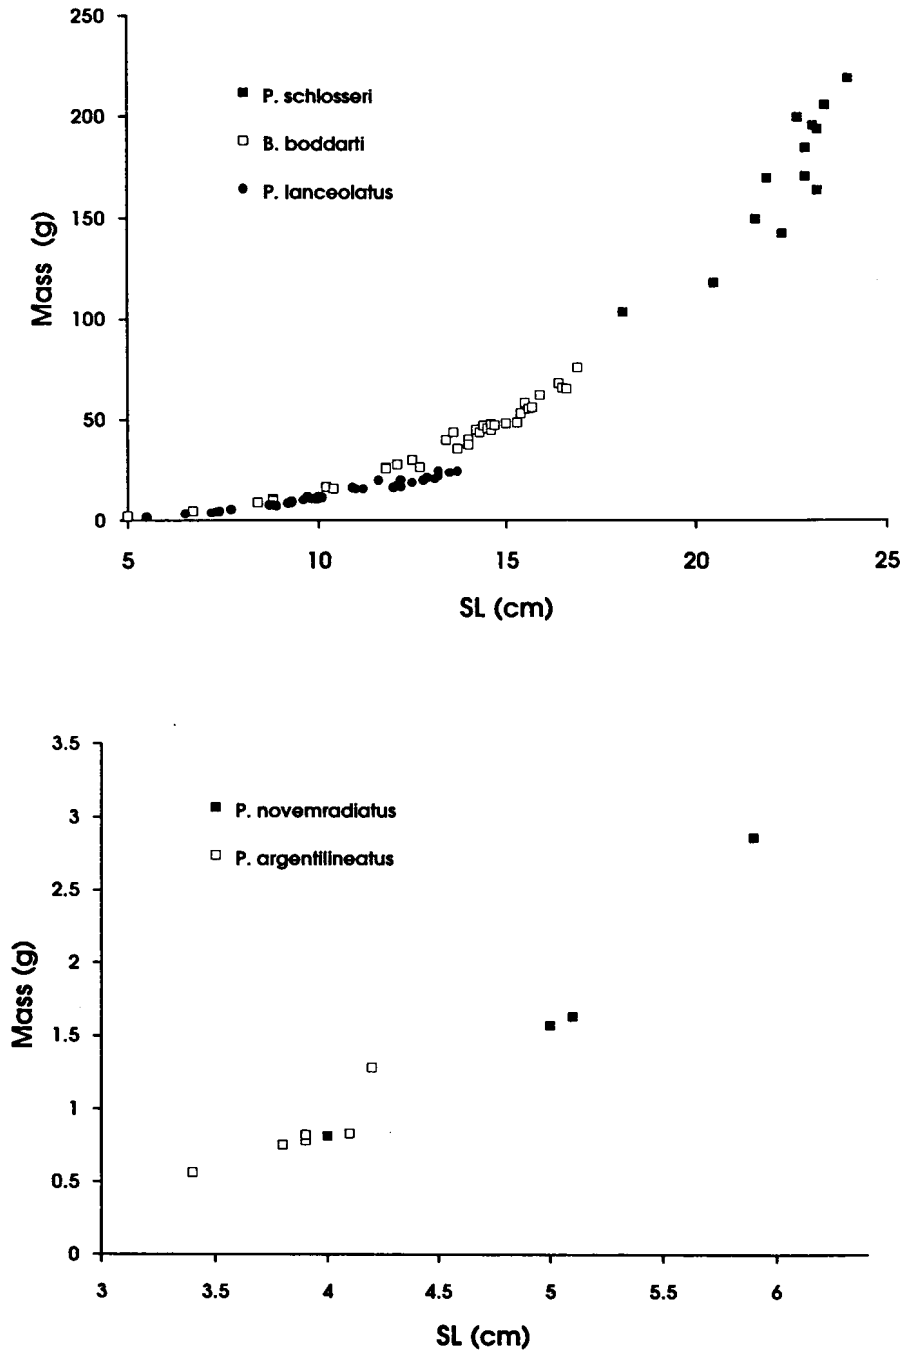 250
200
150
100
50
0
Mass (g)
P. schlosseri
B. boddarti
P. lanceolatus
5 10 15 20 25
SL (cm)
3.5
3
2.5
2
1.5
1
0.5
0
Mass (g)
P. novemradiatus
P. argentilineatus
3 3.5 4 4.5 5 5.5 6
SL (cm)